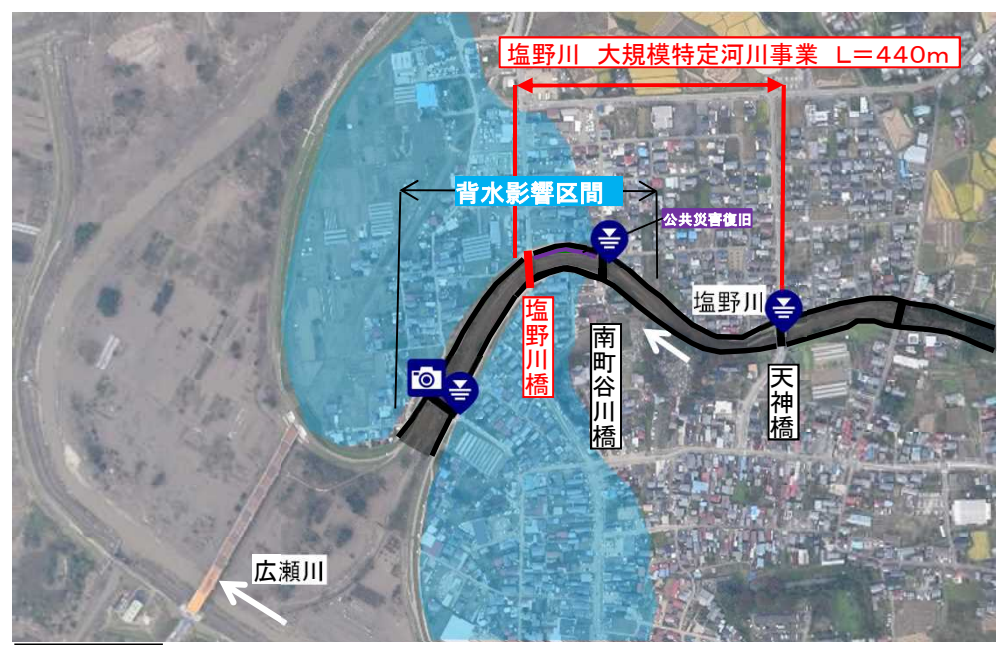 塩野川　大規模特定河川事業　L=440m
背水影響区間
公共災害復旧
塩野川
塩野川橋
南町谷川橋
天神橋
広瀬川